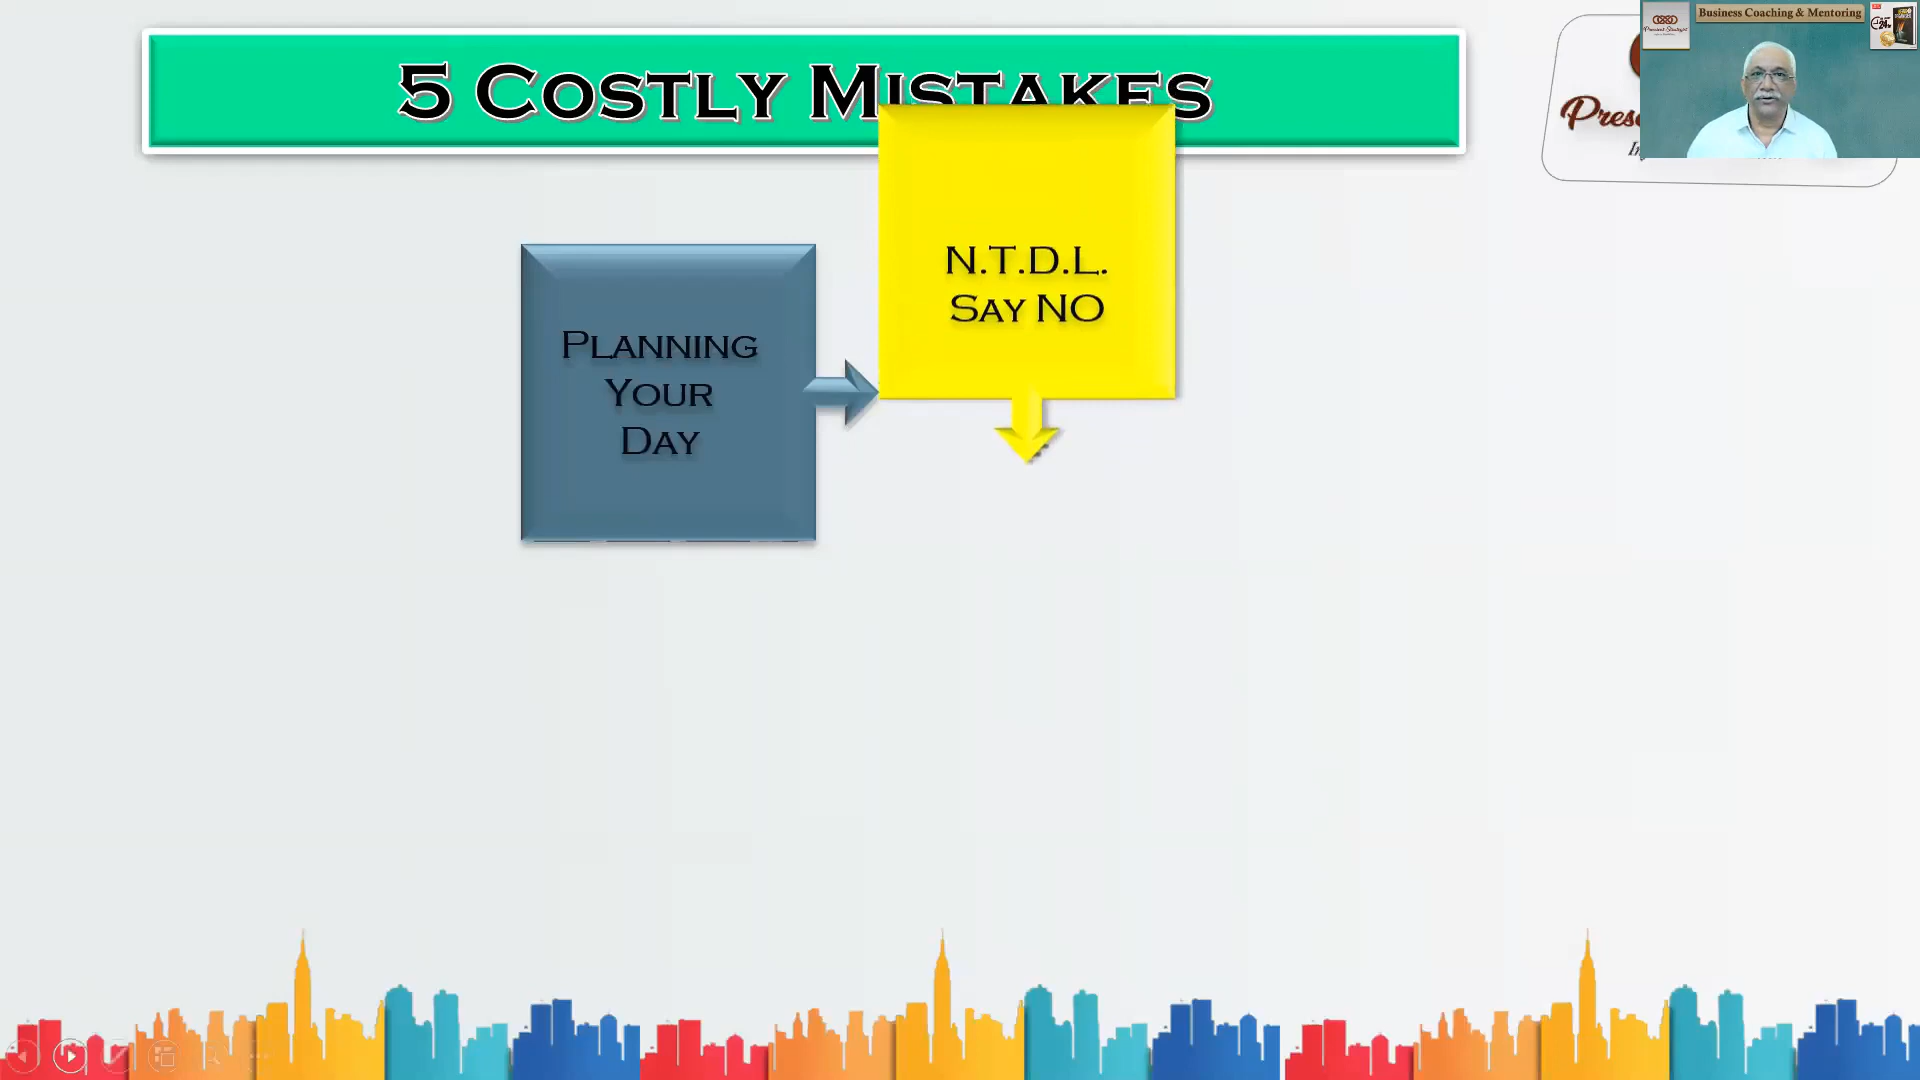 5 Costly Mistakes
Business Coaching & Mentoring
N.T.D.L.
Say NO
Planning
Your
Day